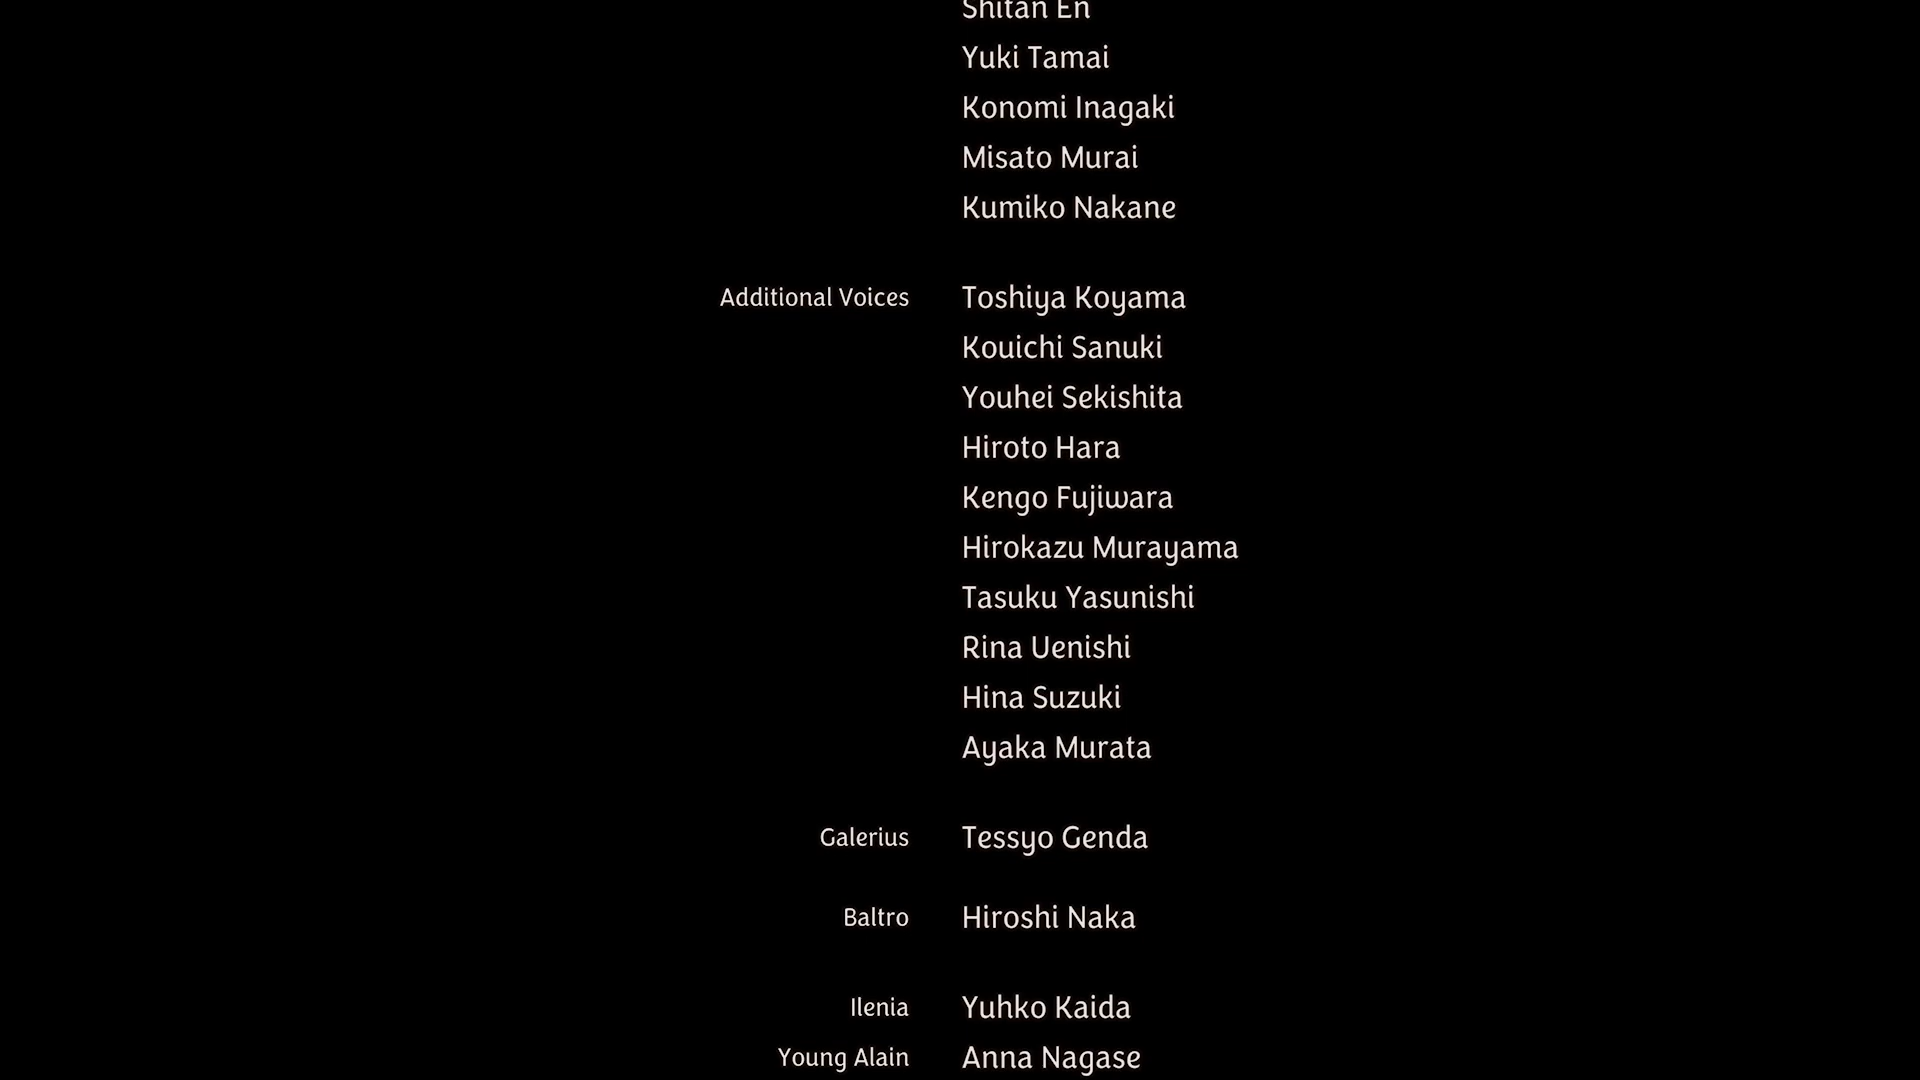 Shitan En
Yuki Tamai
Konomi Inagaki
Misato Murai
Kumiko Nakane
Additional Voices Toshiya Koyama
Kouichi Sanuki
Youhei Sekishita
Hiroto Hara
Kengo Fujiwara
Hirokazu Murayama
Tasuku Yasunishi
Rina Uenishi
Hina Suzuki
Ayaka Murata
Galerius Tessyo Genda
Baltro Hiroshi Naka
Ilenia Yuhko Kaida
Young Alain Anna Nagase